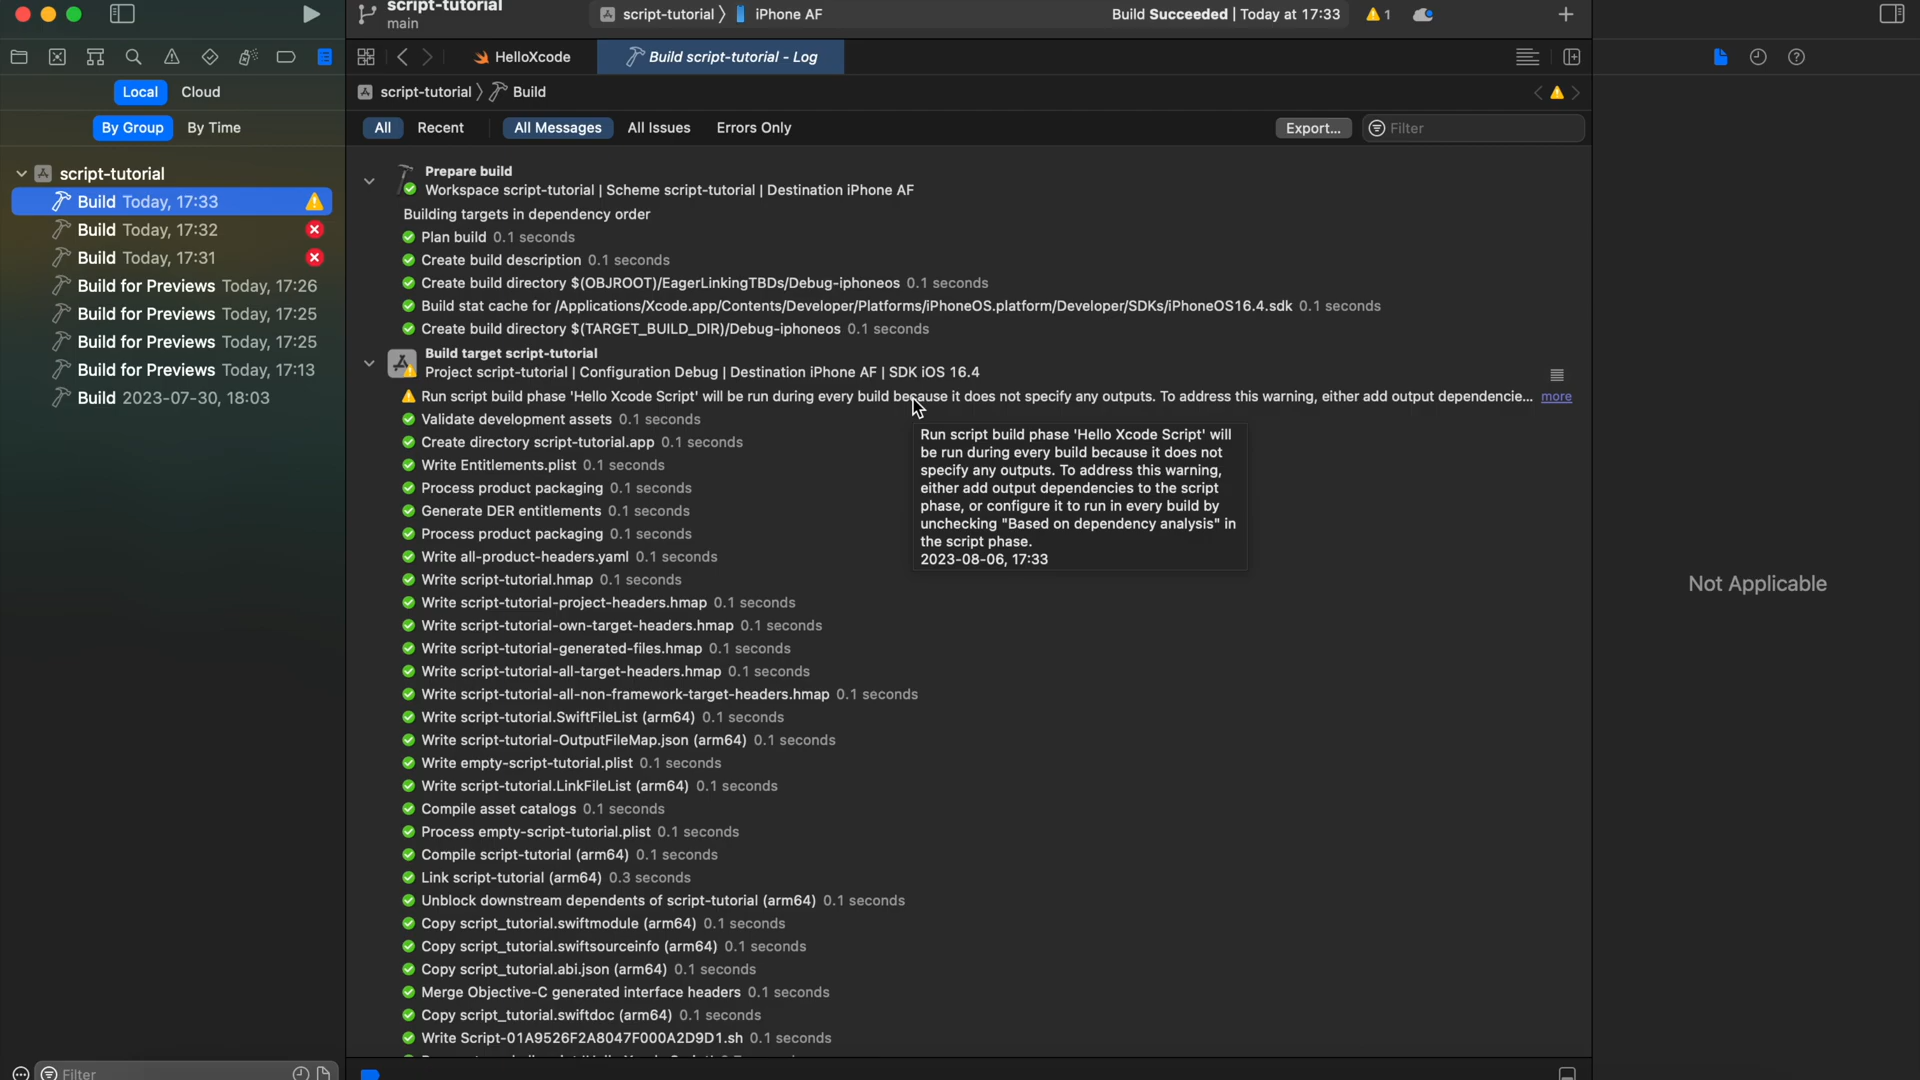 script-tutorial
main
script-tutorial 〉 iPhone AF
Build Succeeded | Today at 17:33
1
HelloXcode
Build script-tutorial - Log
Local
Cloud
script-tutorial 〉 Build
By Group
By Time
All
Recent
All Messages
All Issues
Errors Only
Export...
Filter
script-tutorial
Build Today, 17:33
Build Today, 17:32
Build Today, 17:31
Build for Previews Today, 17:26
Build for Previews Today, 17:25
Build for Previews Today, 17:25
Build for Previews Today, 17:13
Build 2023-07-30, 18:03
Prepare build
Workspace script-tutorial | Scheme script-tutorial | Destination iPhone AF
Building targets in dependency order
Plan build 0.1 seconds
Create build description 0.1 seconds
Create build directory $(OBJROOT)/EagerLinkingTBDs/Debug-iphoneos 0.1 seconds
Build stat cache for /Applications/Xcode.app/Contents/Developer/Platforms/iPhoneOS.platform/Developer/SDKs/iPhoneOS16.4.sdk 0.1 seconds
Create build directory $(TARGET_BUILD_DIR)/Debug-iphoneos 0.1 seconds
Build target script-tutorial
Project script-tutorial | Configuration Debug | Destination iPhone AF | SDK iOS 16.4
Run script build phase 'Hello Xcode Script' will be run during every build because it does not specify any outputs. To address this warning, either add output dependencie... more
Validate development assets 0.1 seconds
Create directory script-tutorial.app 0.1 seconds
Write Entitlements.plist 0.1 seconds
Process product packaging 0.1 seconds
Generate DER entitlements 0.1 seconds
Process product packaging 0.1 seconds
Write all-product-headers.yaml 0.1 seconds
Write script-tutorial.hmap 0.1 seconds
Write script-tutorial-project-headers.hmap 0.1 seconds
Write script-tutorial-own-target-headers.hmap 0.1 seconds
Write script-tutorial-generated-files.hmap 0.1 seconds
Write script-tutorial-all-target-headers.hmap 0.1 seconds
Write script-tutorial-all-non-framework-target-headers.hmap 0.1 seconds
Write script-tutorial.SwiftFileList (arm64) 0.1 seconds
Write script-tutorial-OutputFileMap.json (arm64) 0.1 seconds
Write empty-script-tutorial.plist 0.1 seconds
Write script-tutorial.LinkFileList (arm64) 0.1 seconds
Compile asset catalogs 0.1 seconds
Process empty-script-tutorial.plist 0.1 seconds
Compile script-tutorial (arm64) 0.1 seconds
Link script-tutorial (arm64) 0.3 seconds
Unblock downstream dependents of script-tutorial (arm64) 0.1 seconds
Copy script_tutorial.swiftmodule (arm64) 0.1 seconds
Copy script_tutorial.swiftsourceinfo (arm64) 0.1 seconds
Copy script_tutorial.abi.json (arm64) 0.1 seconds
Merge Objective-C generated interface headers 0.1 seconds
Copy script_tutorial.swiftdoc (arm64) 0.1 seconds
Write Script-01A9526F2A8047F000A2D9D1.sh 0.1 seconds
Run script build phase 'Hello Xcode Script' will
be run during every build because it does not
specify any outputs. To address this warning,
either add output dependencies to the script
phase, or configure it to run in every build by
unchecking "Based on dependency analysis" in
the script phase.
2023-08-06, 17:33
Not Applicable
Filter